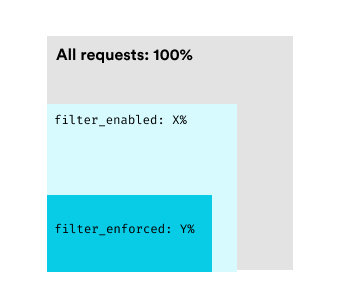 All requests: 100%
filter_enabled: X%
filter_enforced: Y%